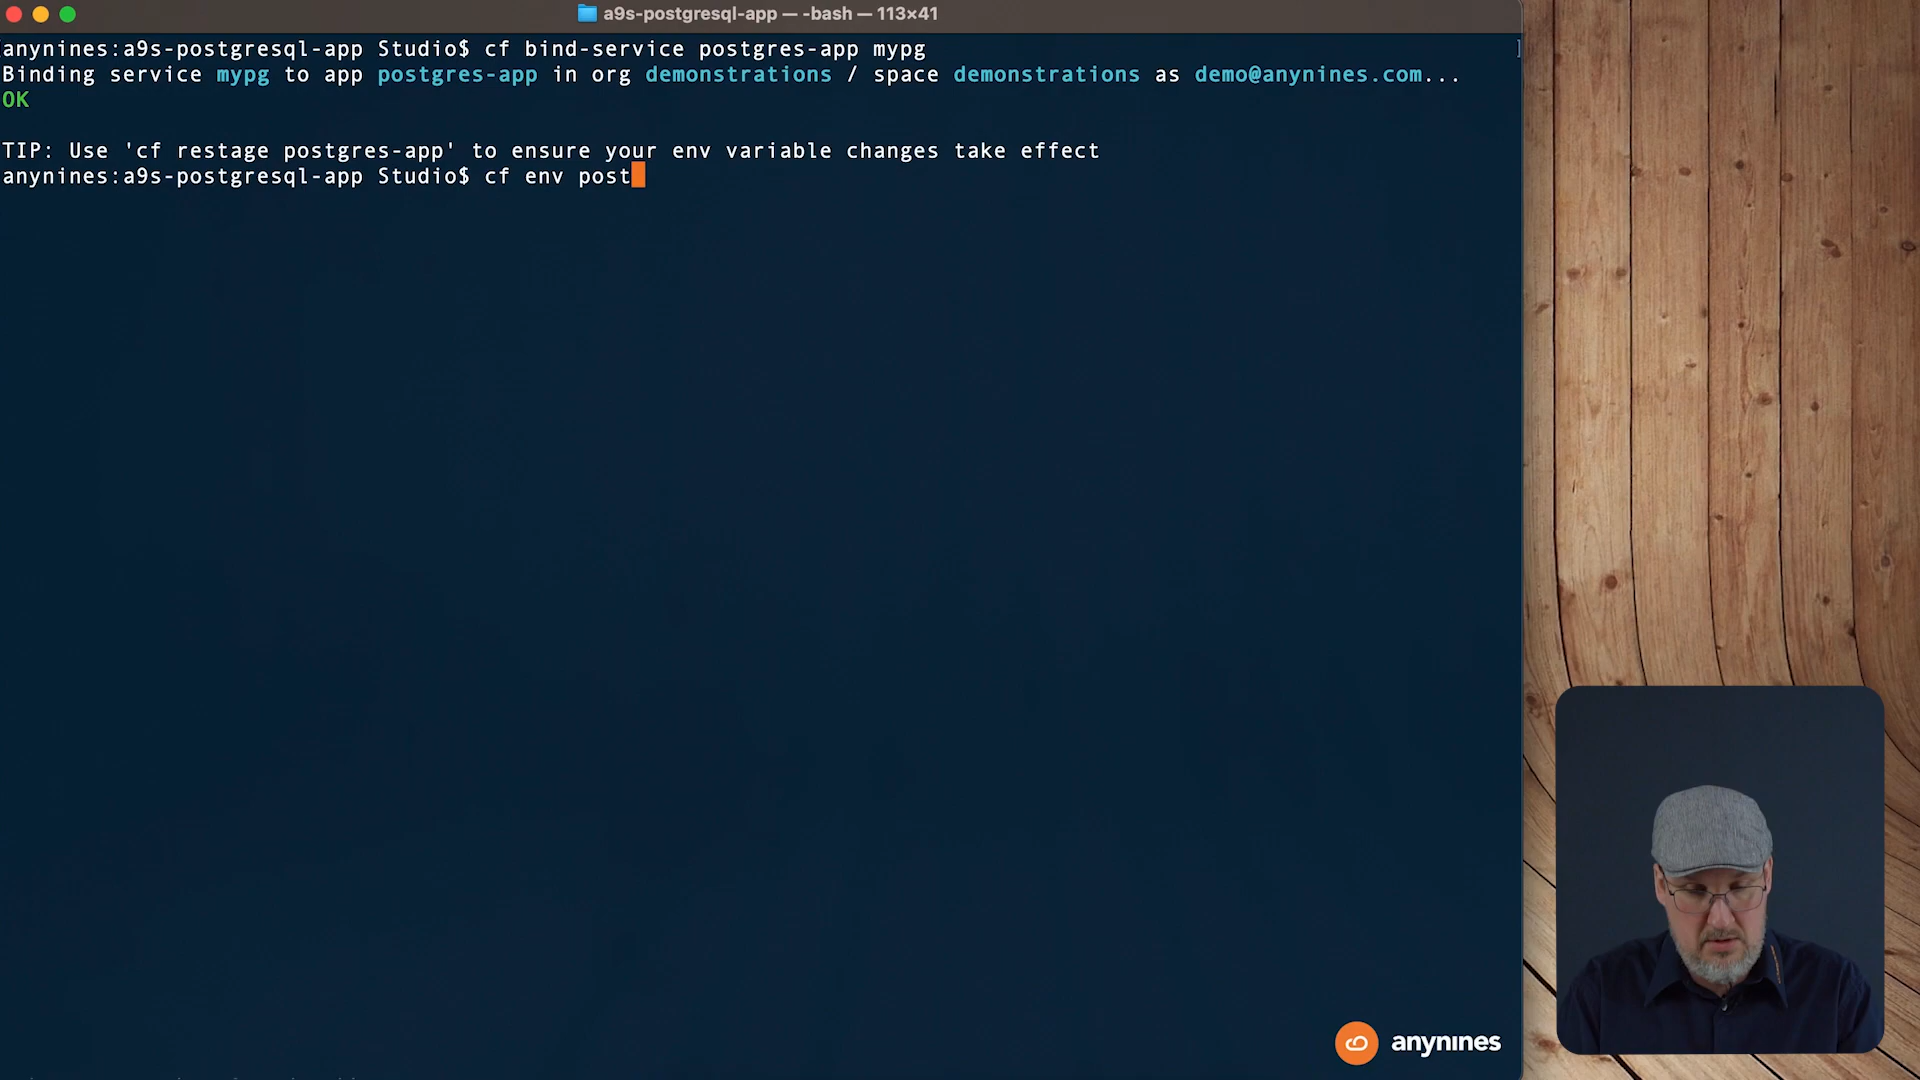 a9s-postgresql-app — -bash — 113×41
anynines:a9s-postgresql-app Studio$ cf bind-service postgres-app mypg
Binding service mypg to app postgres-app in org demonstrations / space demonstrations as demo@anynines.com...
OK
TIP: Use 'cf restage postgres-app' to ensure your env variable changes take effect
anynines:a9s-postgresql-app Studio$ cf env post
anynines